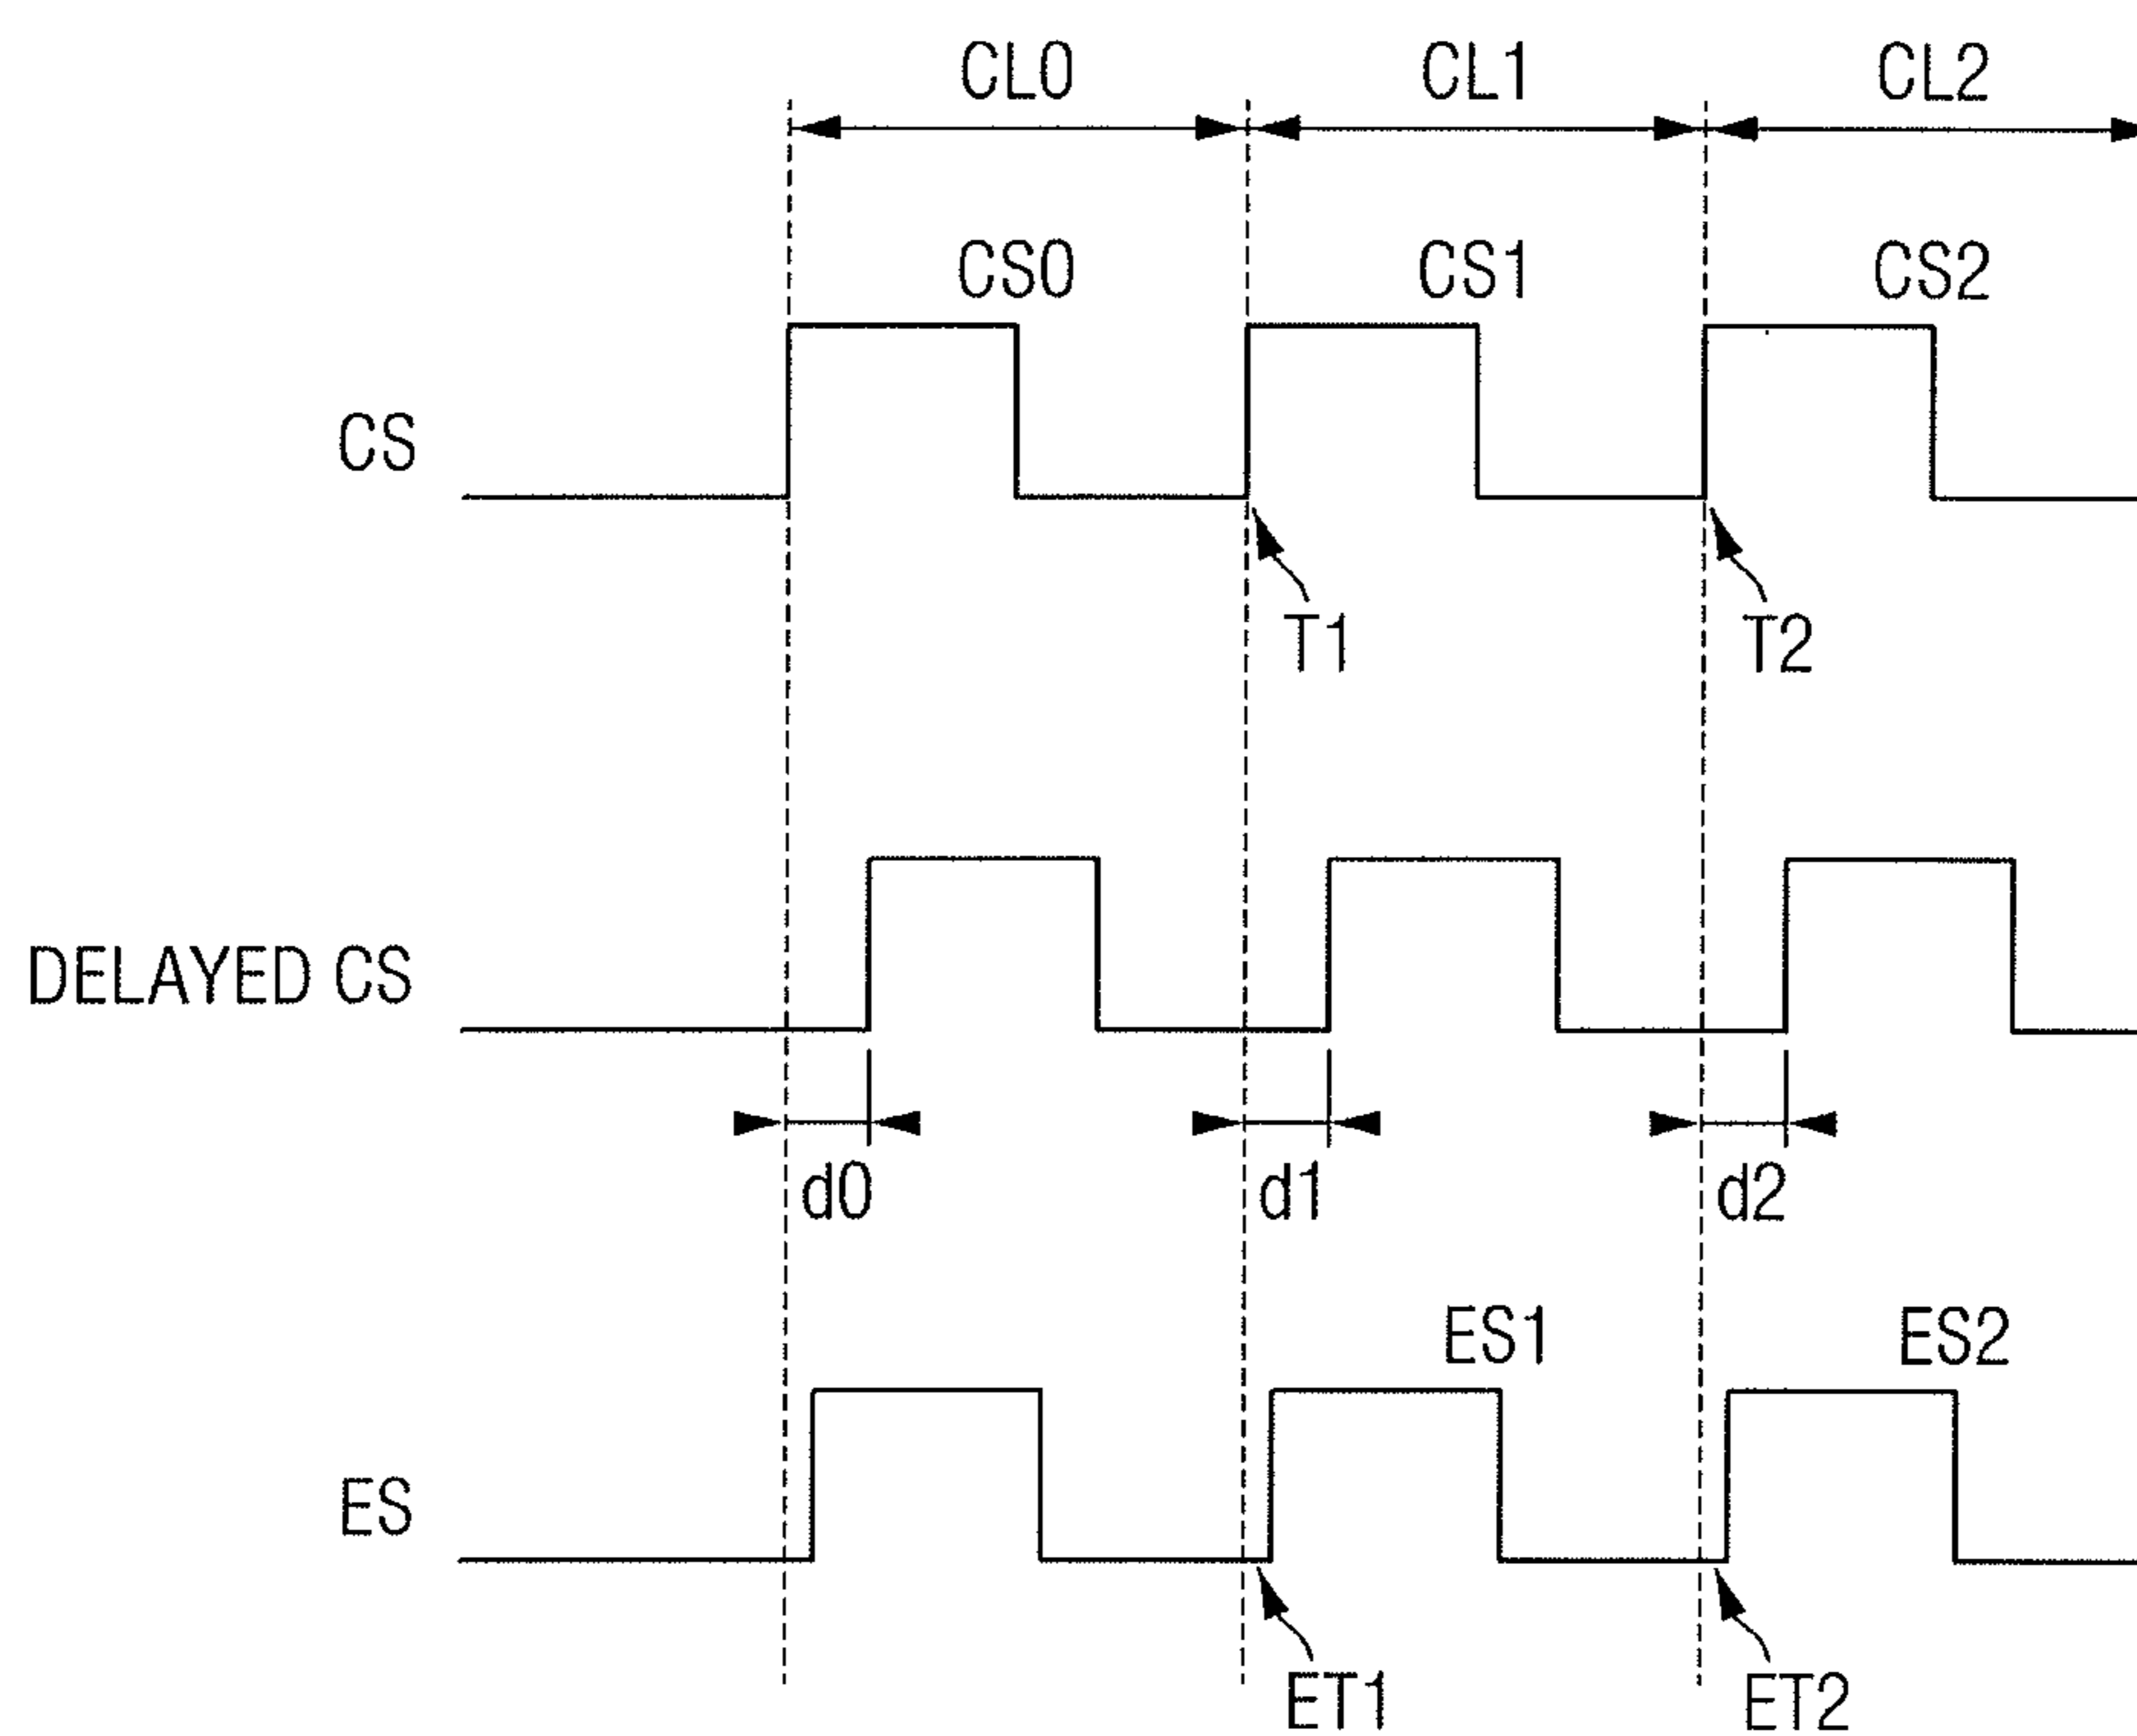 CL0 CL1 CL2
CS0 CS1 CS2
CS
T1 T2
DELAYED CS
d0 d1 d2
ES1 ES2
ES
ET1 ET2